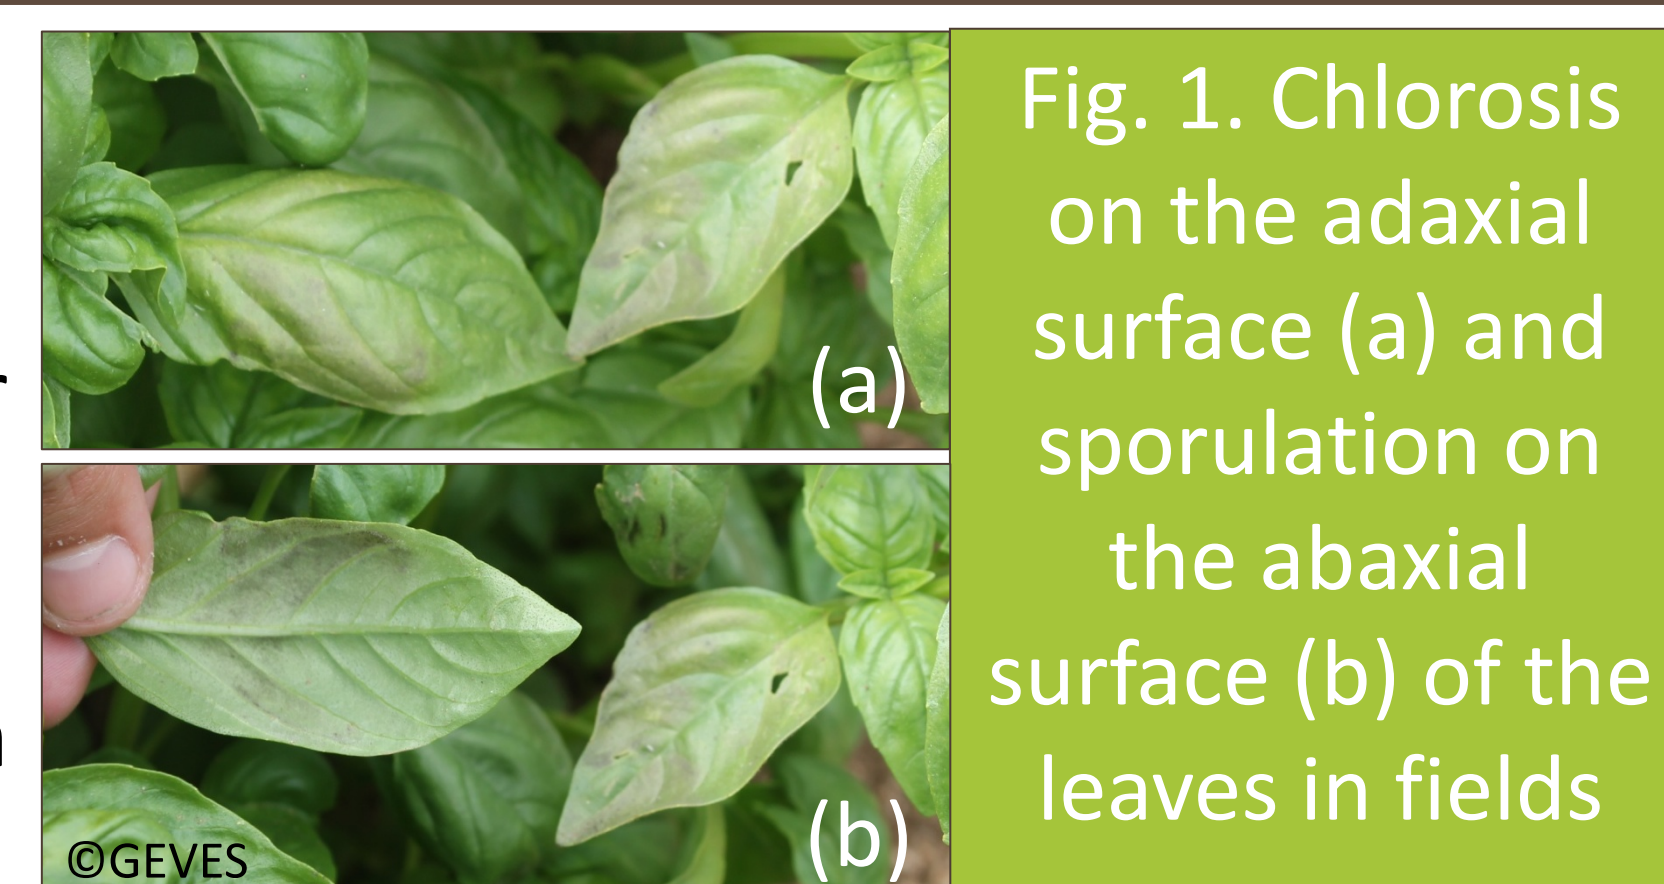 (a)
(b)
©GEVES
Fig. 1. Chlorosis
on the adaxial
surface (a) and
sporulation on
the abaxial
surface (b) of the
leaves in fields